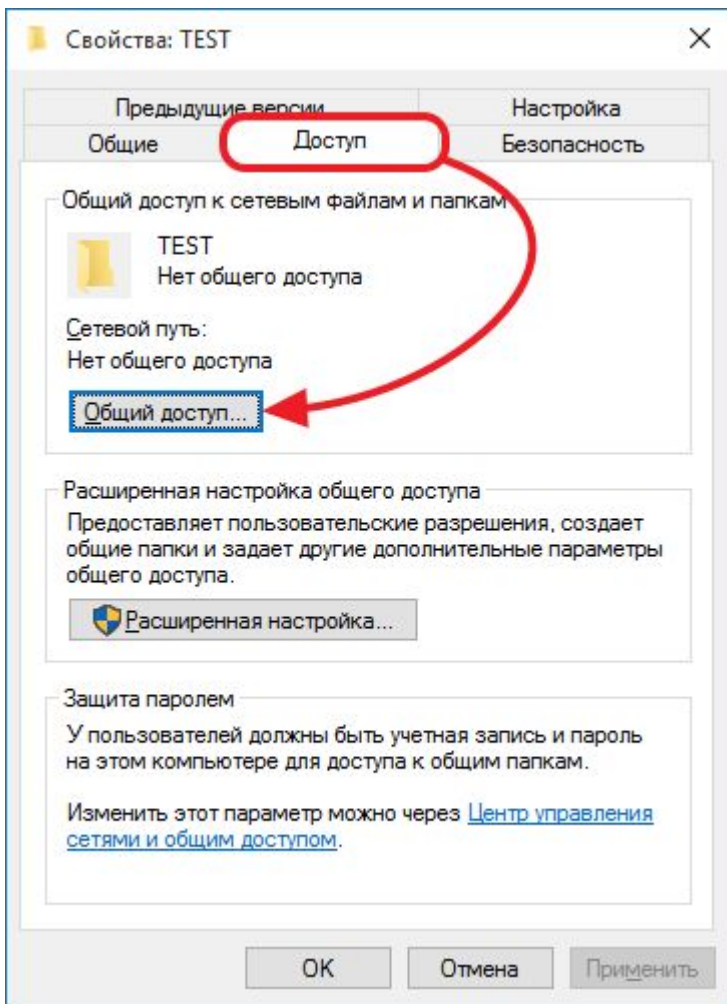 Свойства: TEST
Предыдущие версии
Настройка
Общие
Доступ
Безопасность
Общий доступ к сетевым файлам и папкам
TEST
Нет общего доступа
Сетевой путь:
Нет общего доступа
Общий доступ...
Расширенная настройка общего доступа
Предоставляет пользовательские разрешения, создает
общие папки и задает другие дополнительные параметры
общего доступа.
Расширенная настройка...
Защита паролем
У пользователей должны быть учетная запись и пароль
на этом компьютере для доступа к общим папкам.
Изменить этот параметр можно через Центр управления
сетями и общим доступом.
OK
Отмена
Применить